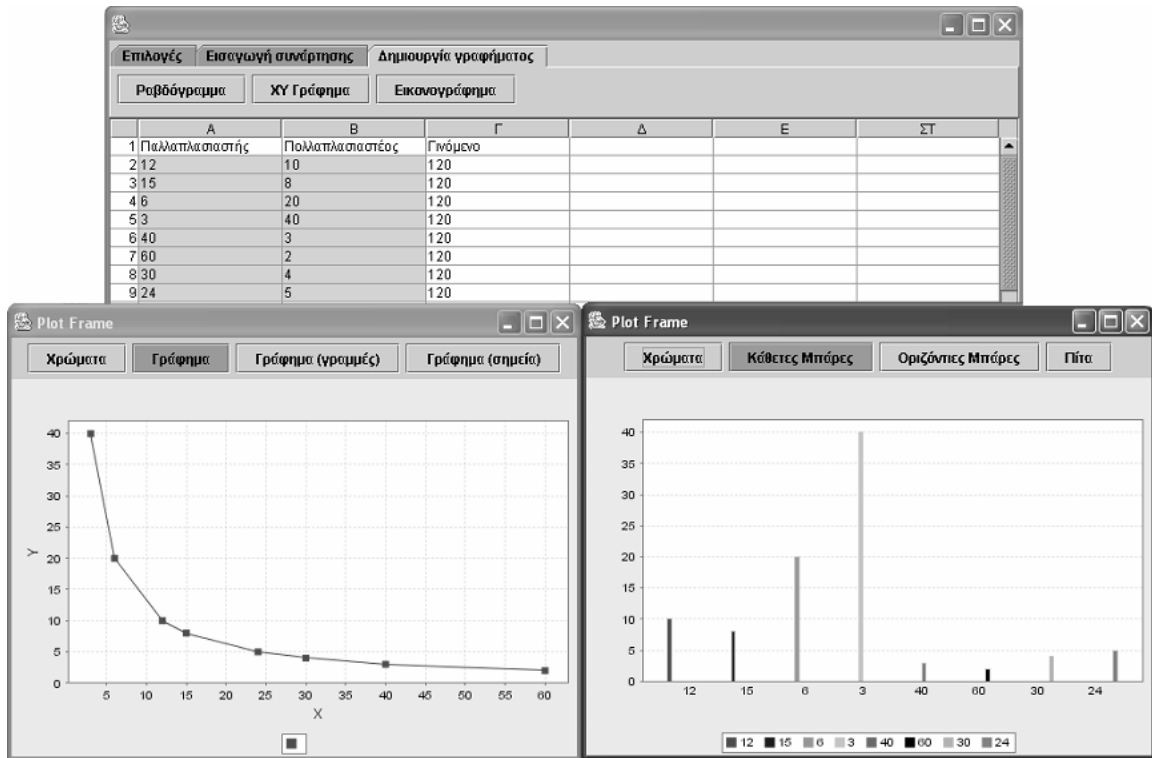 Επιλογές Εισαγωγή συνάρτησης Δημιουργία γραφήματος
Ραβδόγραμμα XY Γράφημα Εικονογράφημα
Α Β Γ Δ Ε ΣΤ
1 Παλλαπλασιαστής Πολλαπλασιαστέος Γινόμενο
2 12 10 120
3 15 8 120
4 6 20 120
5 3 40 120
6 40 3 120
7 60 2 120
8 30 4 120
9 24 5 120
Plot Frame
Χρώματα Γράφημα Γράφημα (γραμμές) Γράφημα (σημεία)
40
35
30
25
20
15
10
5
0
Y
5 10 15 20 25 30 35 40 45 50 55 60
X
Plot Frame
Χρώματα Κάθετες Μπάρες Οριζόντιες Μπάρες Πίτα
40
35
30
25
20
15
10
5
0
12 15 6 3 40 60 30 24
12 15 6 3 40 60 30 24